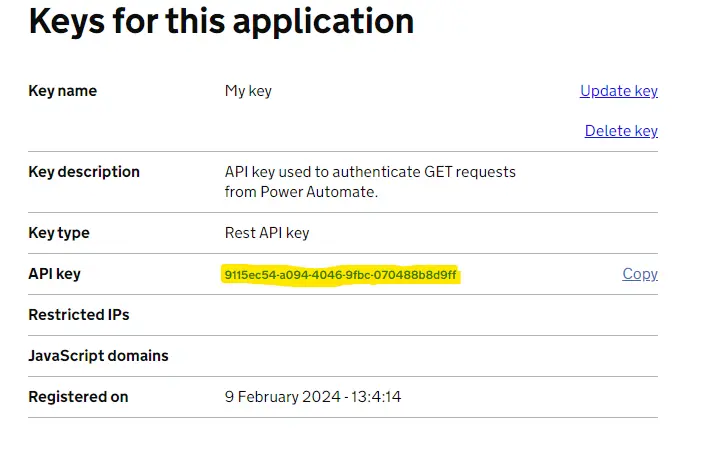 Keys for this application
Key name My key Update key
Delete key
Key description API key used to authenticate GET requests
from Power Automate.
Key type Rest API key
API key 9115ec54-a094-4046-9fbc-070488b8d9ff Copy
Restricted IPs
JavaScript domains
Registered on 9 February 2024 - 13:4:14